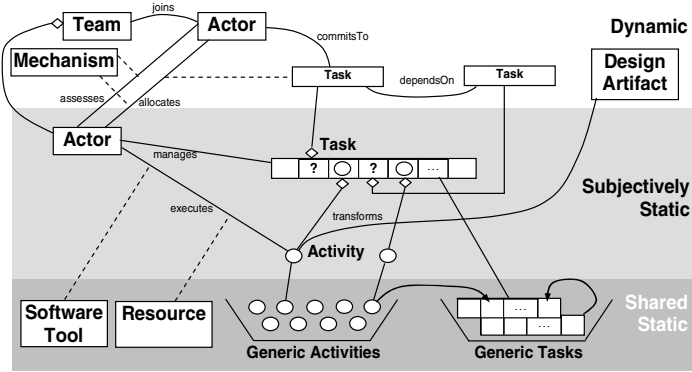 joins
Team
Actor
Dynamic
commitsTo
Mechanism
Task
dependsOn
Task
Design
Artifact
assesses
allocates
Actor
Task
manages
? ? ...
Subjectively
Static
executes
transforms
Activity
Software
Tool
Resource
...
...
Shared
Static
Generic Activities
Generic Tasks